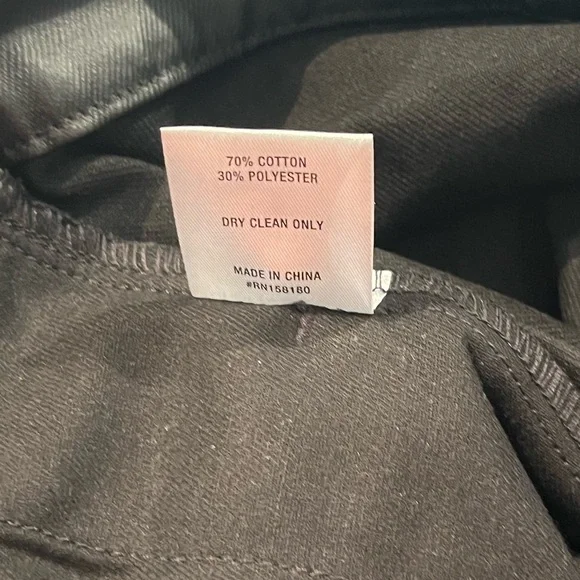 70% COTTON
30% POLYESTER
DRY CLEAN ONLY
MADE IN CHINA
#RN158180